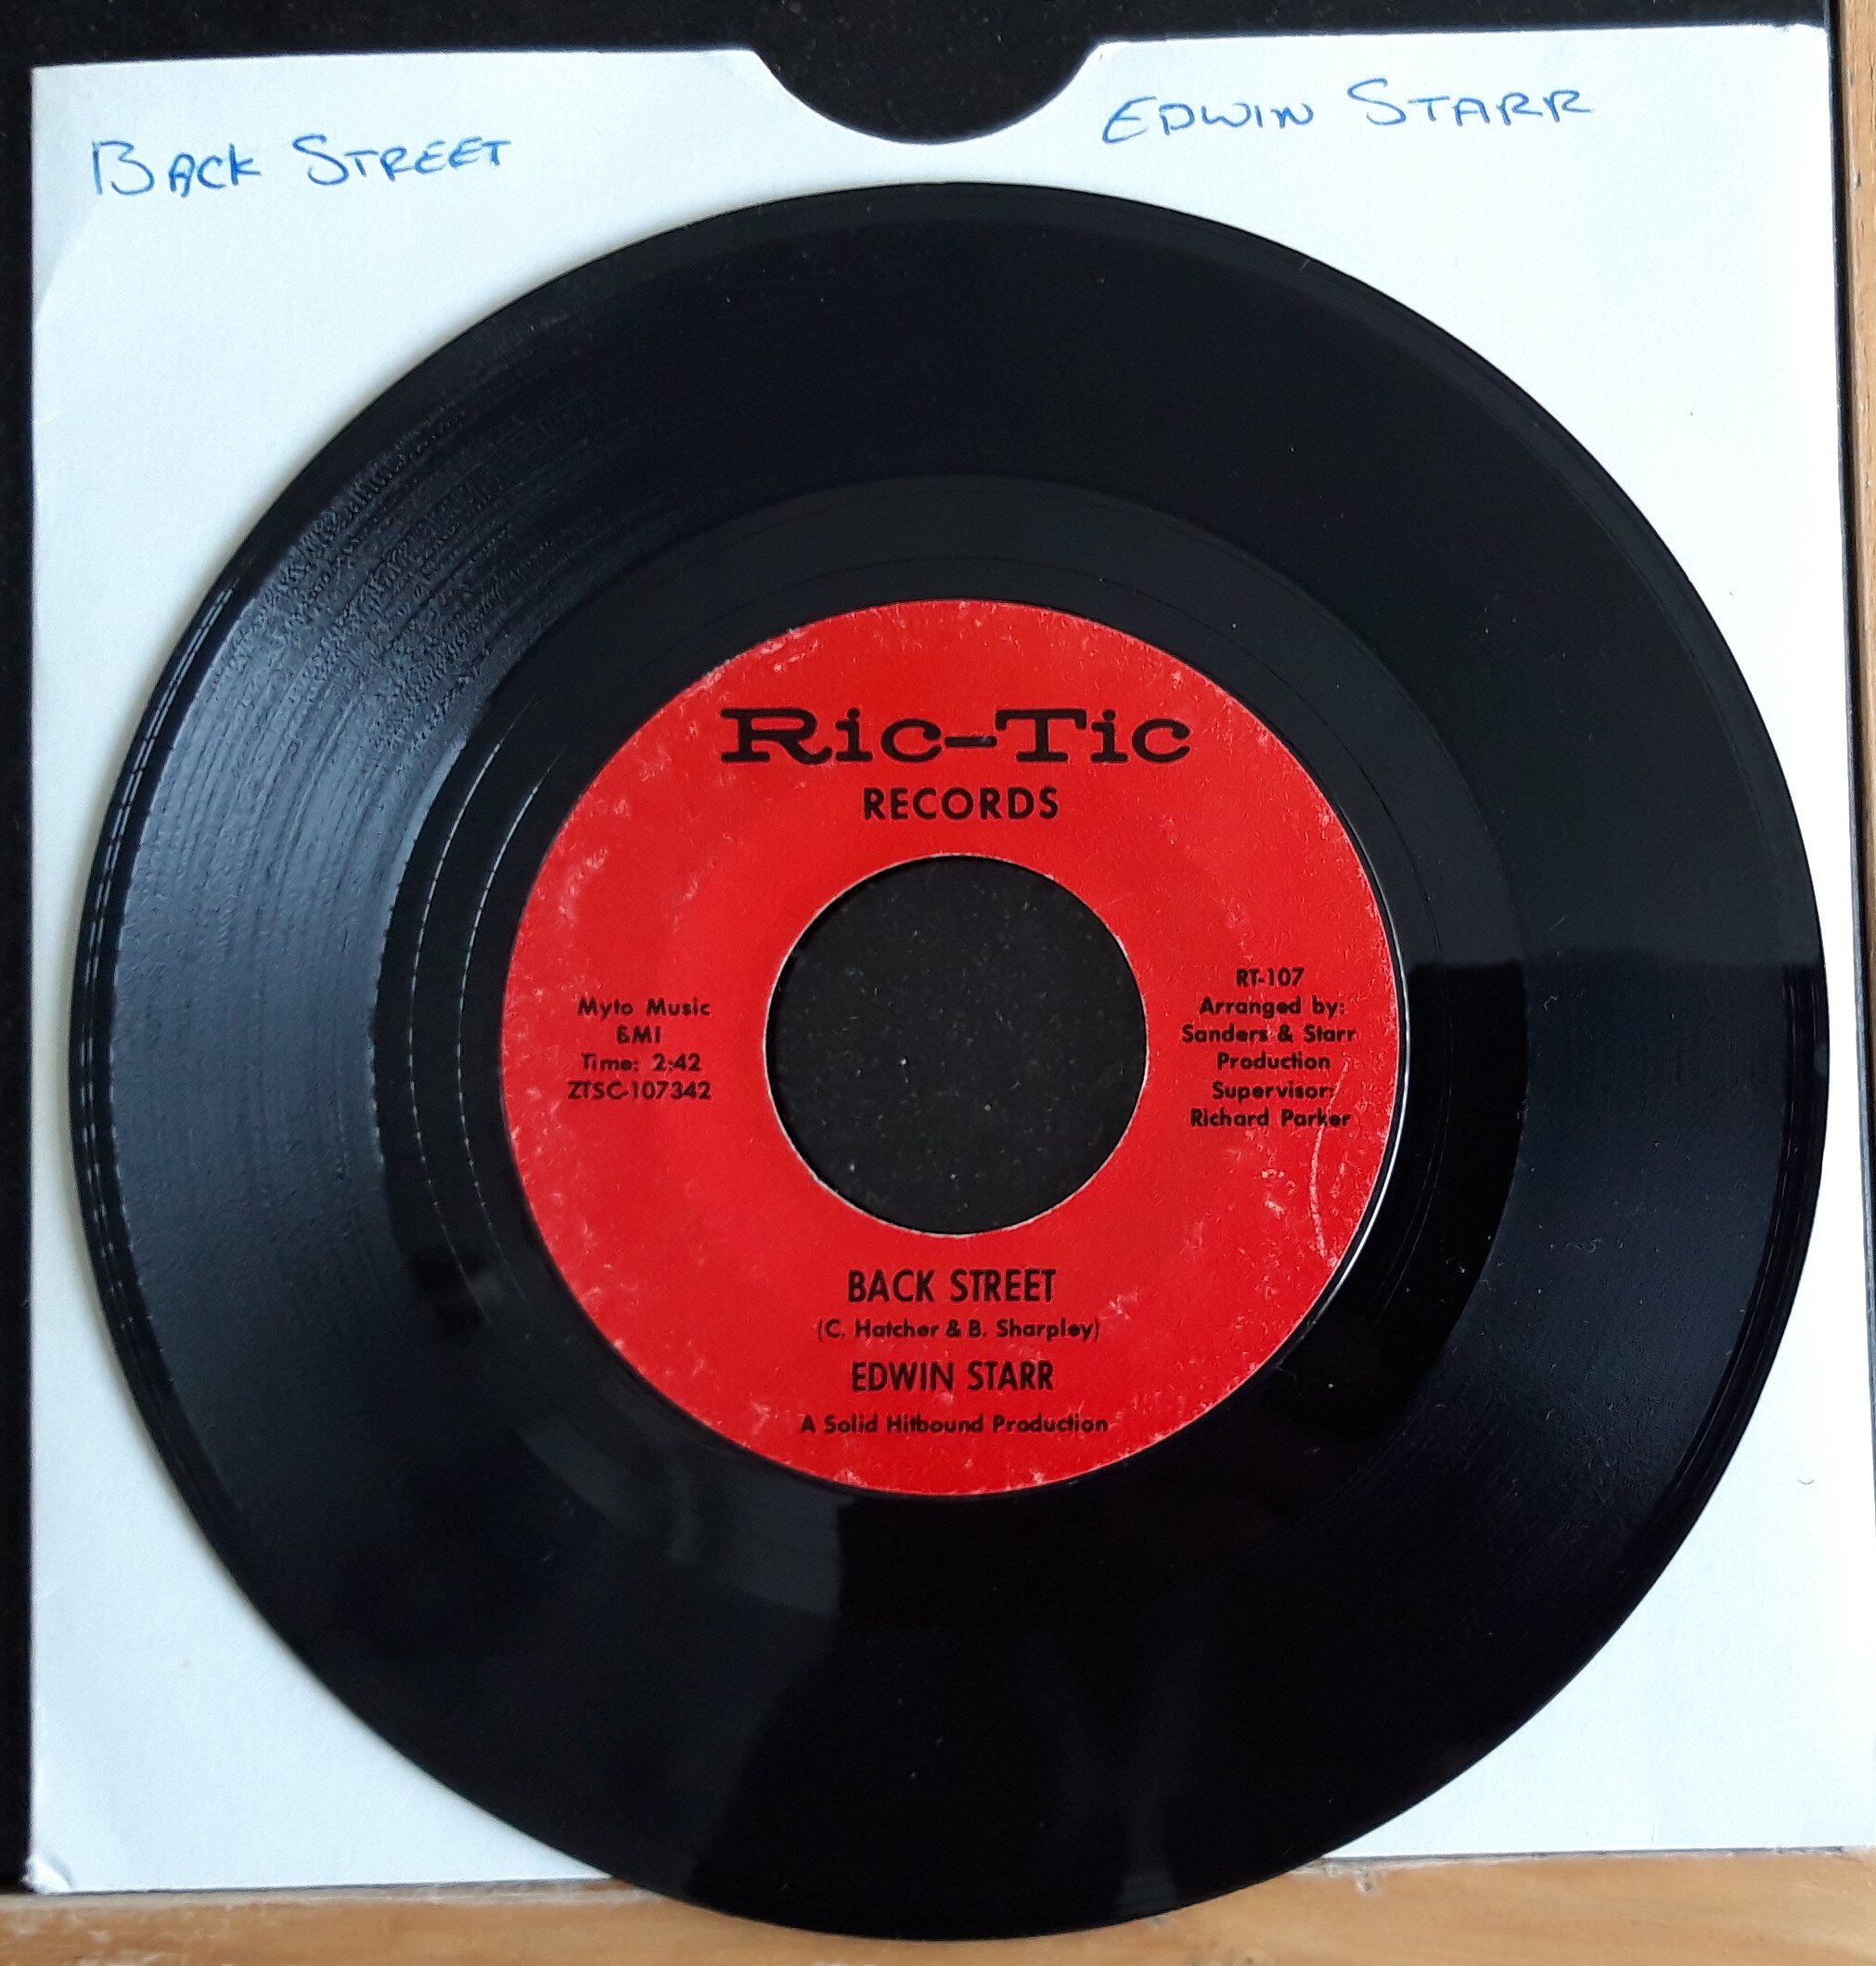 BACK STREET
EDWIN STARR
Ric-Tic
RECORDS
Myto Music
BMI
Time: 2:42
ZTSC-107342
RT-107
Arranged by:
Sanders & Starr
Production
Supervisor:
Richard Parker
BACK STREET
(C. Hatcher & B. Sharpley)
EDWIN STARR
A Solid Hitbound Production